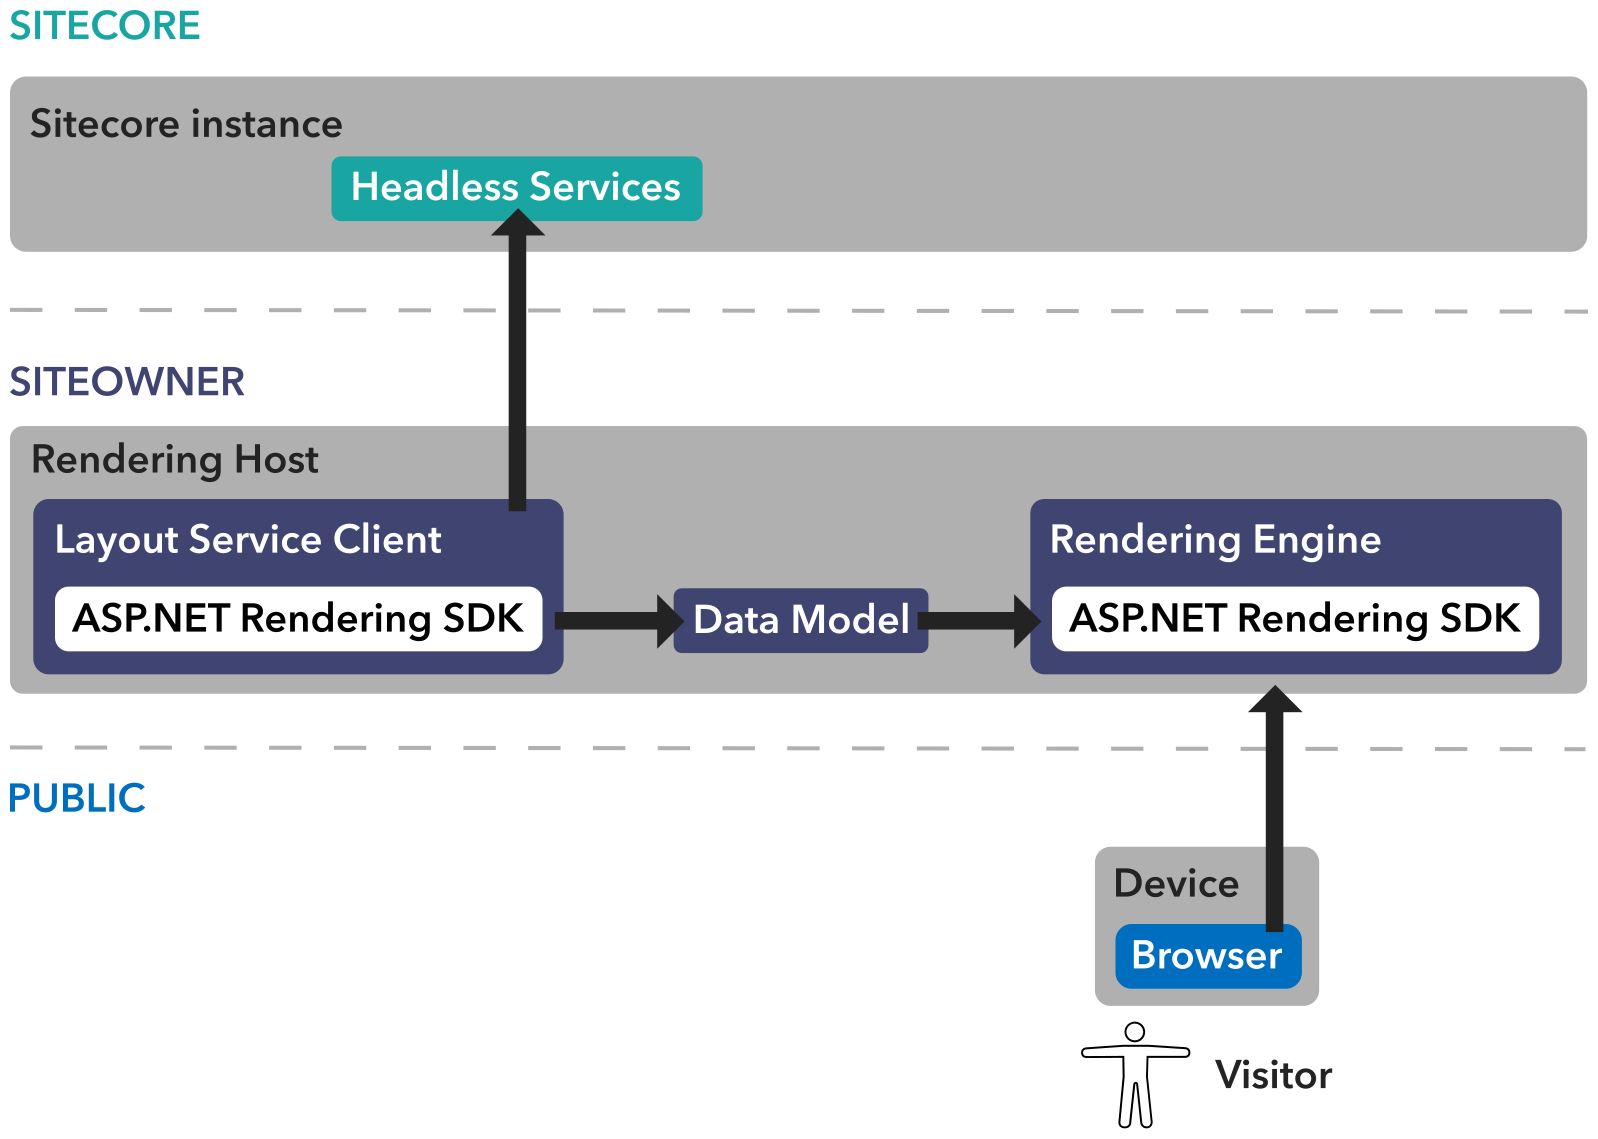 SITECORE
Sitecore instance
Headless Services
SITEOWNER
Rendering Host
Layout Service Client
ASP.NET Rendering SDK
Data Model
Rendering Engine
ASP.NET Rendering SDK
PUBLIC
Device
Browser
Visitor